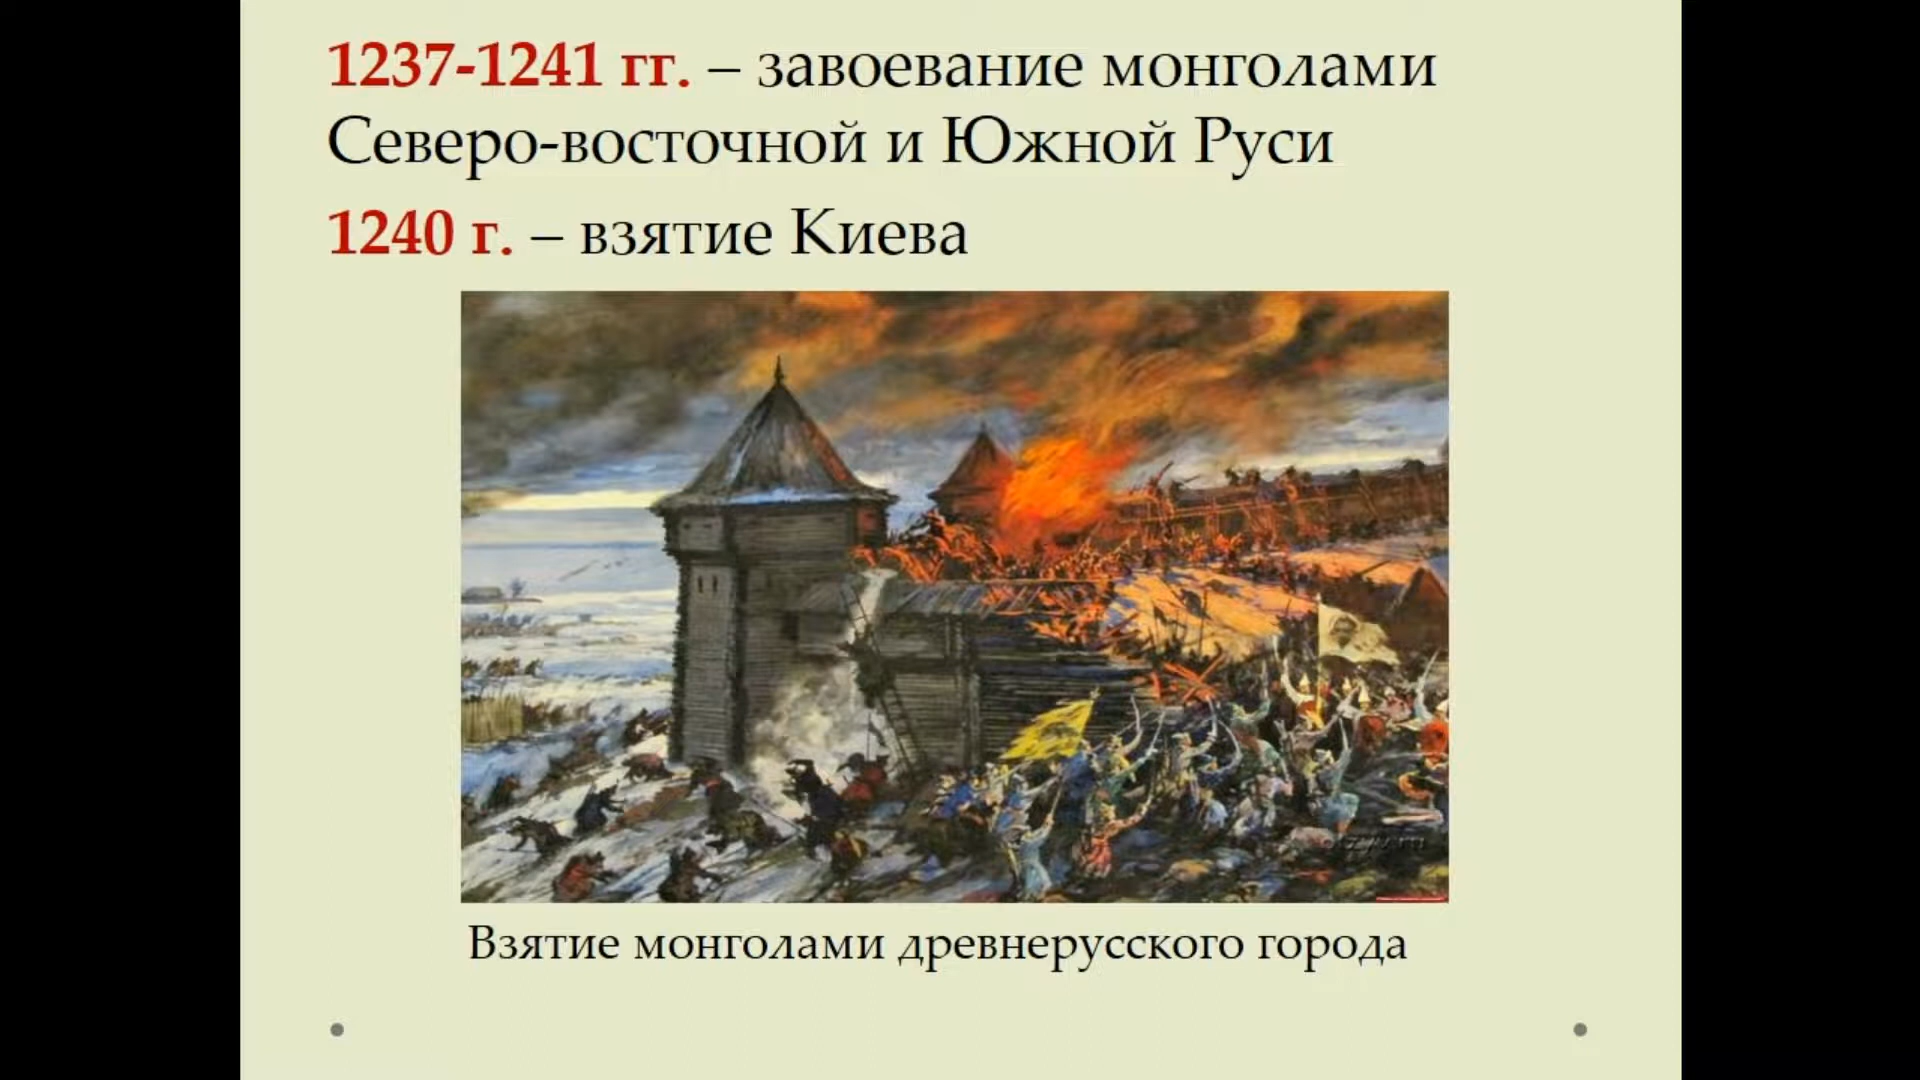 1237-1241 гг. – завоевание монголами
Северо-восточной и Южной Руси
1240 г. – взятие Киева
Взятие монголами древнерусского города